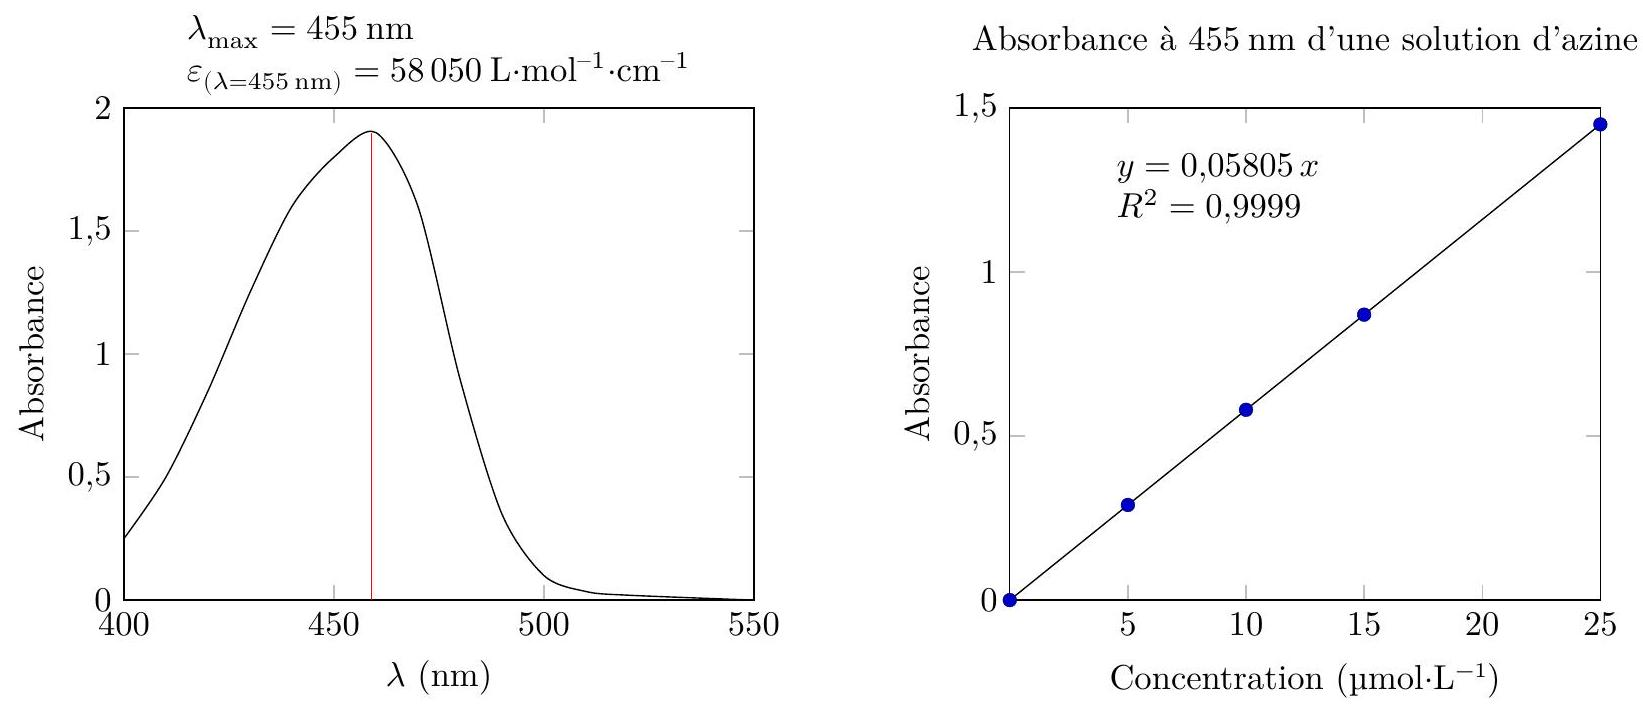 λmax = 455 nm
ε(λ=455 nm) = 58 050 L·mol⁻¹·cm⁻¹
2
1,5
1
0,5
0
400 450 500 550
Absorbance
λ (nm)
Absorbance à 455 nm d'une solution d'azine
1,5
y = 0,05805 x
R² = 0,9999
1
0,5
0
5 10 15 20 25
Absorbance
Concentration (µmol·L⁻¹)